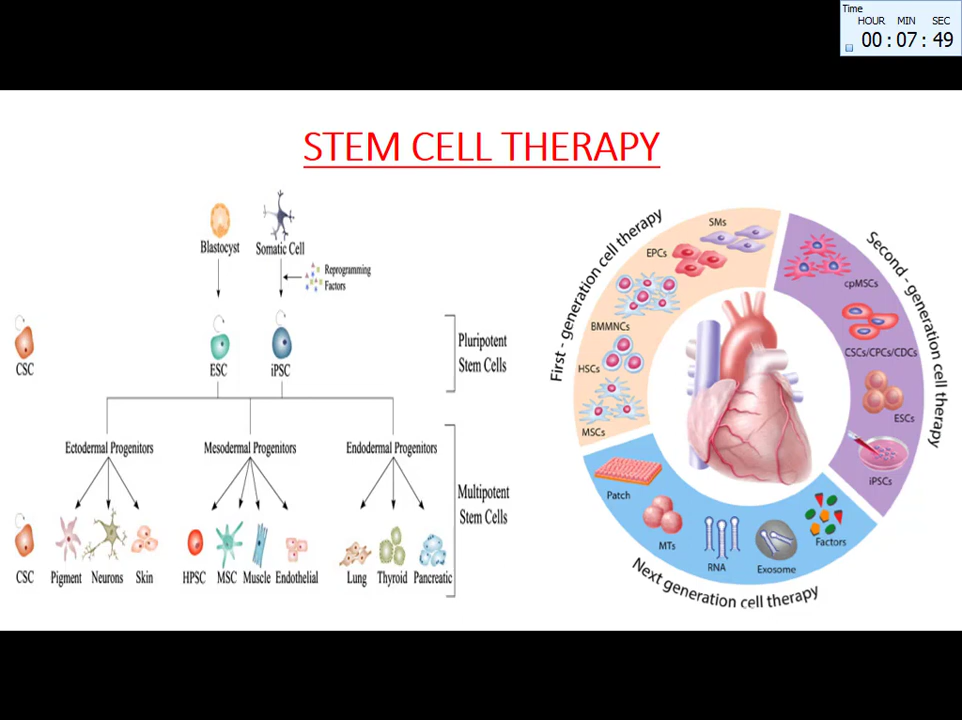 Time
HOUR MIN SEC
00:07:49
STEM CELL THERAPY
Blastocyst
Somatic Cell
Reprogramming
Factors
CSC
ESC
iPSC
Pluripotent
Stem Cells
Ectodermal Progenitors
Mesodermal Progenitors
Endodermal Progenitors
Multipotent
Stem Cells
CSC
Pigment
Neurons
Skin
HPSC
MSC
Muscle
Endothelial
Lung
Thyroid
Pancreatic
First - generation cell therapy
SMs
EPCs
BMMNCs
HSCs
MSCs
Second - generation cell therapy
cpMSCs
CSCs/CPCs/CDCs
ESCs
iPSCs
Patch
MTs
RNA
Exosome
Factors
Next generation cell therapy